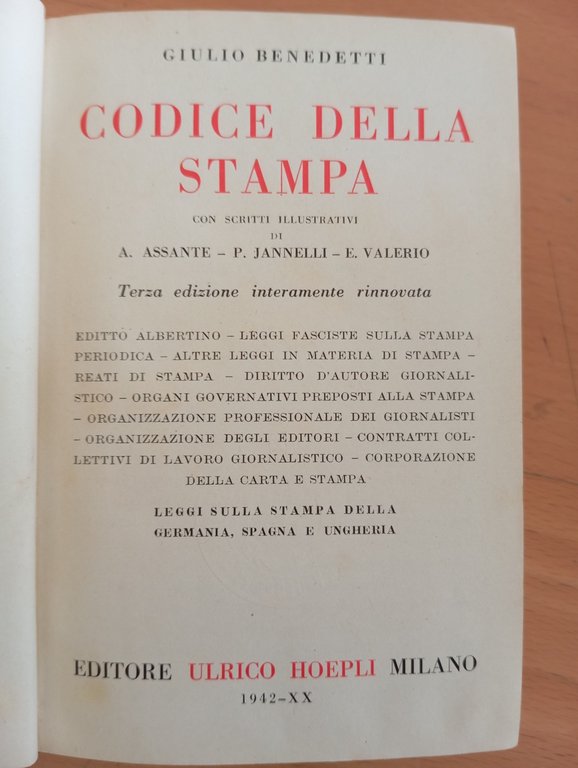 GIULIO BENEDETTI
CODICE DELLA
STAMPA
CON SCRITTI ILLUSTRATIVI
DI
A. ASSANTE – P. JANNELLI – E. VALERIO
Terza edizione interamente rinnovata
EDITTO ALBERTINO – LEGGI FASCISTE SULLA STAMPA
PERIODICA – ALTRE LEGGI IN MATERIA DI STAMPA –
REATI DI STAMPA – DIRITTO D'AUTORE GIORNALI-
STICO – ORGANI GOVERNATIVI PREPOSTI ALLA STAMPA
– ORGANIZZAZIONE PROFESSIONALE DEI GIORNALISTI
– ORGANIZZAZIONE DEGLI EDITORI – CONTRATTI COL-
LETTIVI DI LAVORO GIORNALISTICO – CORPORAZIONE
DELLA CARTA E STAMPA
LEGGI SULLA STAMPA DELLA
GERMANIA, SPAGNA E UNGHERIA
EDITORE ULRICO HOEPLI MILANO
1942–XX